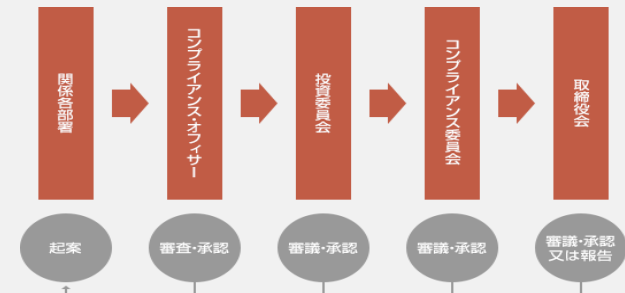 関係各部署
コンプライアンス・オフィサー
投資委員会
コンプライアンス委員会
取締役会
起案
審査・承認
審議・承認
審議・承認
審議・承認
又は報告